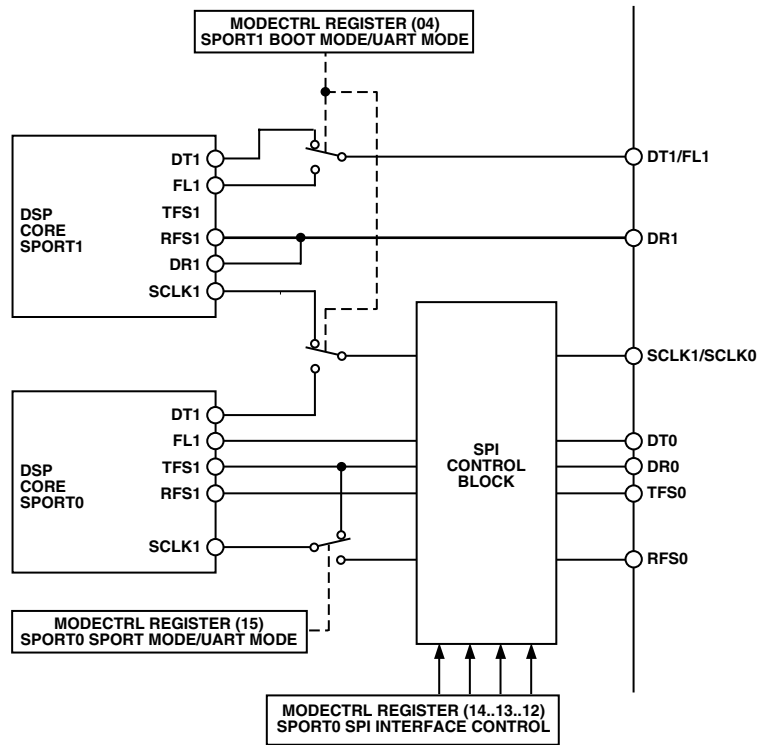 MODECTRL REGISTER (04)
SPORT1 BOOT MODE/UART MODE
DSP
CORE
SPORT1
DT1
FL1
TFS1
RFS1
DR1
SCLK1
DT1/FL1
DR1
SCLK1/SCLK0
DSP
CORE
SPORT0
DT1
FL1
TFS1
RFS1
SCLK1
SPI
CONTROL
BLOCK
DT0
DR0
TFS0
RFS0
MODECTRL REGISTER (15)
SPORT0 SPORT MODE/UART MODE
MODECTRL REGISTER (14..13..12)
SPORT0 SPI INTERFACE CONTROL